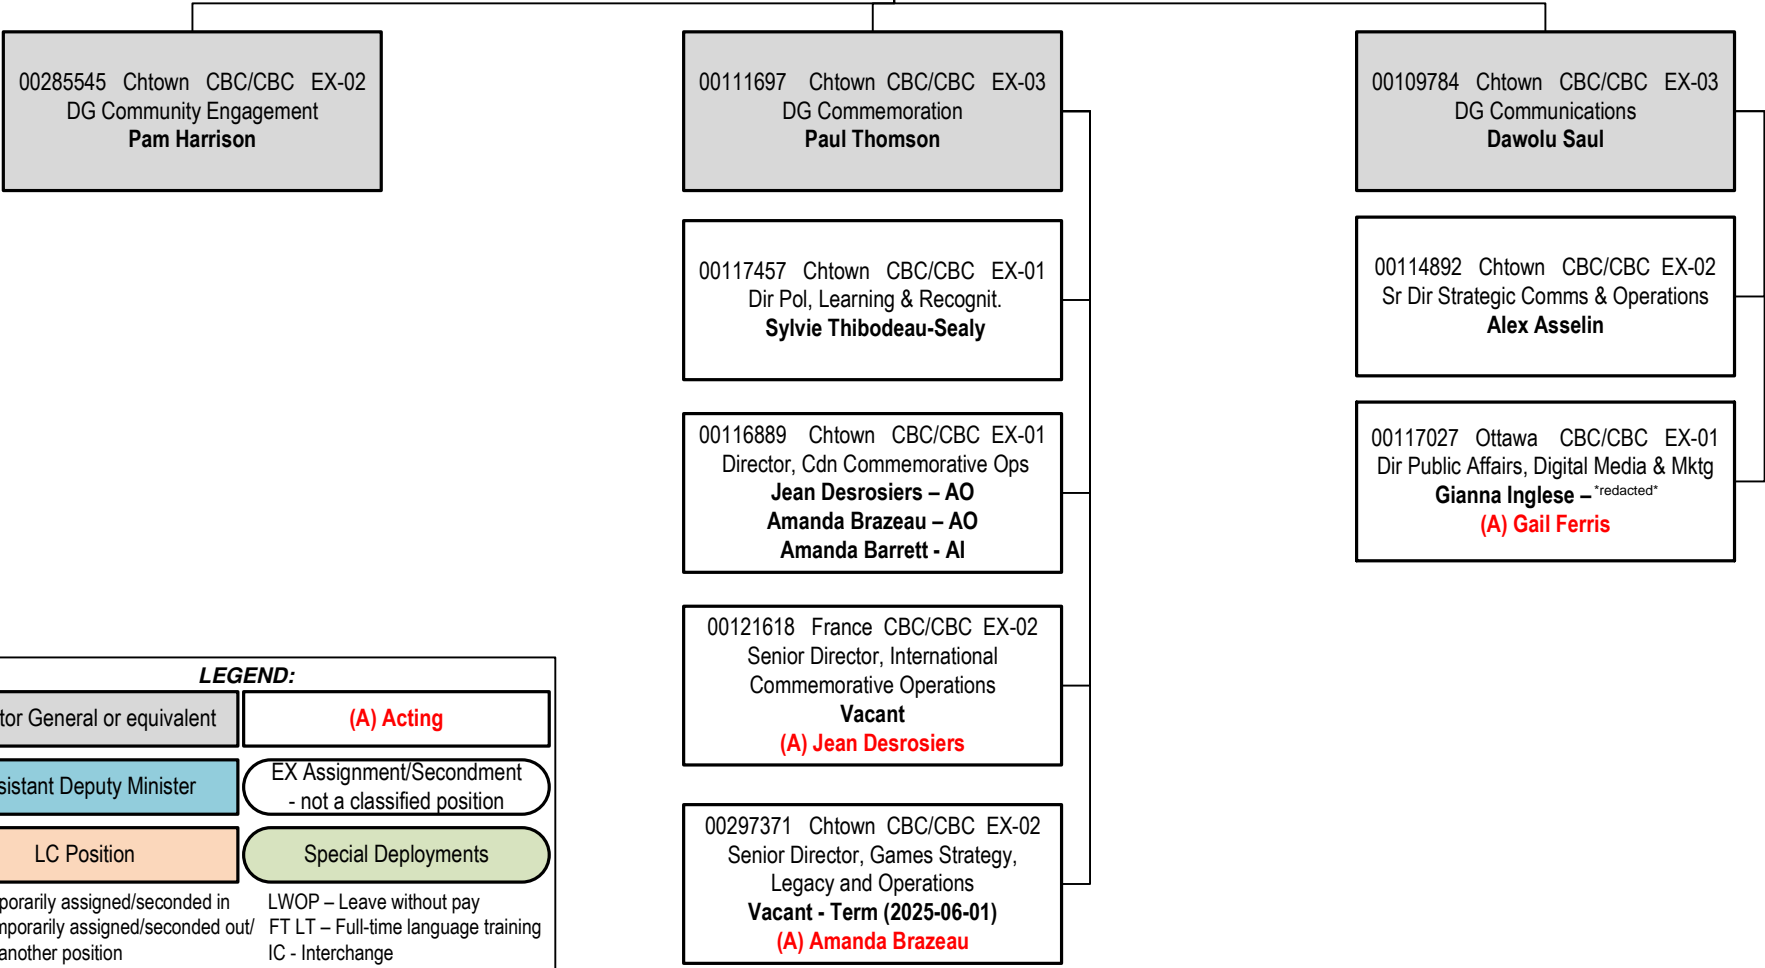 00285545 Chtown CBC/CBC EX-02
DG Community Engagement
Pam Harrison
00111697 Chtown CBC/CBC EX-03
DG Commemoration
Paul Thomson
00117457 Chtown CBC/CBC EX-01
Dir Pol, Learning & Recognit.
Sylvie Thibodeau-Sealy
00116889 Chtown CBC/CBC EX-01
Director, Cdn Commemorative Ops
Jean Desrosiers – AO
Amanda Brazeau – AO
Amanda Barrett - AI
00121618 France CBC/CBC EX-02
Senior Director, International
Commemorative Operations
Vacant
(A) Jean Desrosiers
00297371 Chtown CBC/CBC EX-02
Senior Director, Games Strategy,
Legacy and Operations
Vacant - Term (2025-06-01)
(A) Amanda Brazeau
00109784 Chtown CBC/CBC EX-03
DG Communications
Dawolu Saul
00114892 Chtown CBC/CBC EX-02
Sr Dir Strategic Comms & Operations
Alex Asselin
00117027 Ottawa CBC/CBC EX-01
Dir Public Affairs, Digital Media & Mktg
Gianna Inglese – *redacted*
(A) Gail Ferris
LEGEND:
tor General or equivalent
(A) Acting
sistant Deputy Minister
EX Assignment/Secondment
- not a classified position
LC Position
Special Deployments
porarily assigned/seconded in
mporarily assigned/seconded out/
another position
LWOP – Leave without pay
FT LT – Full-time language training
IC - Interchange